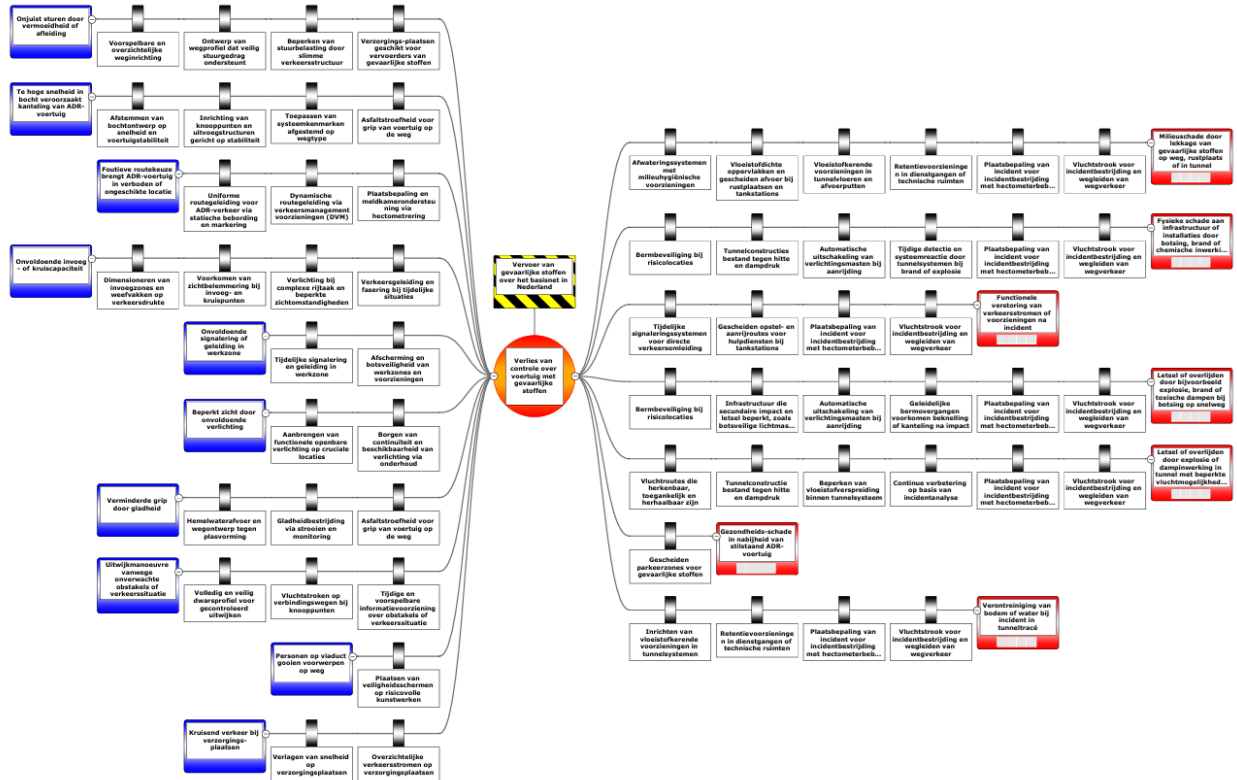 Onjuist sturen door
vermoeidheid of
afleiding
Voorspelbare en
overzichtelijke
weginrichting
Ontwerp van
wegprofiel dat veilig
stuurgedrag
ondersteunt
Beperken van
stuurbelasting door
slimme
verkeersstructuur
Verzorgings-plaatsen
geschikt voor
vervoerders van
gevaarlijke stoffen
Te hoge snelheid in
bocht veroorzaakt
kanteling van ADR-
voertuig
Afstemmen van
bochtontwerp op
snelheid en
voertuigstabiliteit
Inrichting van
knooppunten en
uitvoegstructuren
gericht op stabiliteit
Toepassen van
systeemkenmerken
afgestemd op
wegtype
Asfaltstroefheid voor
grip van voertuig op
de weg
Foutieve routekeuze
brengt ADR-voertuig
in verboden of
ongeschikte locatie
Uniforme
routegeleiding voor
ADR-verkeer via
statische bebording
en markering
Dynamische
routegeleiding via
verkeersmanagement
voorzieningen (DVM)
Plaatsbepaling en
meldkamerondersteu
ning via
hectometrering
Onvoldoende invoeg
- of kruiscapaciteit
Dimensioneren van
invoegzones en
weefvakken op
verkeersdrukte
Voorkomen van
zichtbelemmering bij
invoeg- en
kruispunten
Verlichting bij
complexe rijtaak en
beperkte
zichtomstandigheden
Verkeersgeleiding en
fasering bij tijdelijke
situaties
Onvoldoende
signalering of
geleiding in
werkzone
Tijdelijke signalering
en geleiding in
werkzone
Afscherming en
botsveiligheid van
werkzones en
voorzieningen
Beperkt zicht door
onvoldoende
verlichting
Aanbrengen van
functionele openbare
verlichting op cruciale
locaties
Borgen van
continuïteit en
beschikbaarheid van
verlichting via
onderhoud
Verminderde grip
door gladheid
Hemelwaterafvoer en
wegontwerp tegen
plasvorming
Gladheidbestrijding
via strooien en
monitoring
Asfaltstroefheid voor
grip van voertuig op
de weg
Uitwijkmanoeuvre
vanwege
onverwachte
obstakels of
verkeerssituatie
Volledig en veilig
dwarsprofiel voor
gecontroleerd
uitwijken
Vluchtstroken op
verbindingswegen bij
knooppunten
Tijdige en
voorspelbare
informatievoorziening
over obstakels of
verkeerssituatie
Personen op viaduct
gooien voorwerpen
op weg
Plaatsen van
veiligheidsschermen
op risicovolle
kunstwerken
Kruisend verkeer bij
verzorgings-
plaatsen
Verlagen van snelheid
op
verzorgingsplaatsen
Overzichtelijke
verkeersstromen op
verzorgingsplaatsen
Vervoer van
gevaarlijke stoffen
over het basisnet in
Nederland
Verlies van
controle over
voertuig met
gevaarlijke
stoffen
Afwateringssystemen
met
milieuhygiënische
voorzieningen
Vloeistofdichte
oppervlakken en
gescheiden afvoer bij
rustplaatsen en
tankstations
Vloeistofkerende
voorzieningen in
tunnelvloeren en
afvoerputten
Retentievoorzieninge
n in dienstgangen of
technische ruimten
Plaatsbepaling van
incident voor
incidentbestrijding
met hectometerbeb...
Vluchtstrook voor
incidentbestrijding en
wegleiden van
wegverkeer
Milieuschade door
lekkage van
gevaarlijke stoffen
op weg, rustplaats
of in tunnel
Bermbeveiliging bij
risicolocaties
Tunnelconstructies
bestand tegen hitte
en dampdruk
Automatische
uitschakeling van
verlichtingsmasten bij
aanrijding
Tijdige detectie en
systeemreactie door
tunnelsystemen bij
brand of explosie
Plaatsbepaling van
incident voor
incidentbestrijding
met hectometerbeb...
Vluchtstrook voor
incidentbestrijding en
wegleiden van
wegverkeer
Fysieke schade aan
infrastructuur of
installaties door
botsing, brand of
chemische inwerki...
Tijdelijke
signaleringssystemen
voor directe
verkeersomleiding
Gescheiden opstel- en
aanrijroutes voor
hulpdiensten bij
tankstations
Plaatsbepaling van
incident voor
incidentbestrijding
met hectometerbeb...
Vluchtstrook voor
incidentbestrijding en
wegleiden van
wegverkeer
Functionele
verstoring van
verkeersstromen of
voorzieningen na
incident
Bermbeveiliging bij
risicolocaties
Infrastructuur die
secundaire impact en
letsel beperkt, zoals
botsveilige lichtmas...
Automatische
uitschakeling van
verlichtingsmasten bij
aanrijding
Geleidelijke
bermovergangen
voorkomen beknelling
of kanteling na impact
Plaatsbepaling van
incident voor
incidentbestrijding
met hectometerbeb...
Vluchtstrook voor
incidentbestrijding en
wegleiden van
wegverkeer
Letsel of overlijden
door bijvoorbeeld
explosie, brand of
toxische dampen bij
botsing op snelweg
Vluchtroutes die
herkenbaar,
toegankelijk en
herhaalbaar zijn
Tunnelconstructie
bestand tegen hitte
en dampdruk
Beperken van
vloeistofverspreiding
binnen tunnelsysteem
Continue verbetering
op basis van
incidentanalyse
Plaatsbepaling van
incident voor
incidentbestrijding
met hectometerbeb...
Vluchtstrook voor
incidentbestrijding en
wegleiden van
wegverkeer
Letsel of overlijden
door explosie of
dampinwerking in
tunnel met beperkte
vluchtmogelijkhed...
Gescheiden
parkeerzones voor
gevaarlijke stoffen
Gezondheids-schade
in nabijheid van
stilstaand ADR-
voertuig
Inrichten van
vloeistofkerende
voorzieningen in
tunnelsystemen
Retentievoorzieninge
n in dienstgangen of
technische ruimten
Plaatsbepaling van
incident voor
incidentbestrijding
met hectometerbeb...
Vluchtstrook voor
incidentbestrijding en
wegleiden van
wegverkeer
Verontreiniging van
bodem of water bij
incident in
tunneltracé